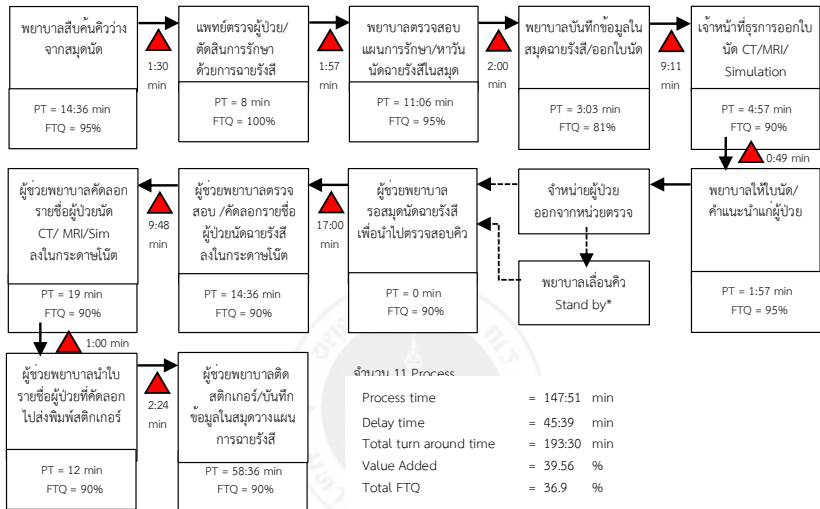 พยาบาลสืบค้นคิวว่าง
จากสมุดนัด
PT = 14:36 min
FTQ = 95%
1:30
min
แพทย์ตรวจผู้ป่วย/
ตัดสินการรักษา
ด้วยการฉายรังสี
PT = 8 min
FTQ = 100%
1:57
min
พยาบาลตรวจสอบ
แผนการรักษา/หาวัน
นัดฉายรังสีในสมุด
PT = 11:06 min
FTQ = 95%
2:00
min
พยาบาลบันทึกข้อมูลใน
สมุดฉายรังสี/ออกใบนัด
PT = 3:03 min
FTQ = 81%
9:11
min
เจ้าหน้าที่ธุรการออกใบ
นัด CT/MRI/
Simulation
PT = 4:57 min
FTQ = 90%
0:49 min
พยาบาลให้ใบนัด/
คำแนะนำแก่ผู้ป่วย
PT = 1:57 min
FTQ = 95%
จำหน่ายผู้ป่วย
ออกจากหน่วยตรวจ
พยาบาลเลื่อนคิว
Stand by*
ผู้ช่วยพยาบาล
รอสมุดนัดฉายรังสี
เพื่อนำไปตรวจสอบคิว
PT = 0 min
FTQ = 90%
17:00
min
ผู้ช่วยพยาบาลตรวจ
สอบ /คัดลอกรายชื่อ
ผู้ป่วยนัดฉายรังสี
ลงในกระดาษโน๊ต
PT = 14:36 min
FTQ = 90%
9:48
min
ผู้ช่วยพยาบาลคัดลอก
รายชื่อผู้ป่วยนัด
CT/ MRI/Sim
ลงในกระดาษโน๊ต
PT = 19 min
FTQ = 90%
1:00 min
ผู้ช่วยพยาบาลนำใบ
รายชื่อผู้ป่วยที่คัดลอก
ไปส่งพิมพ์สติกเกอร์
PT = 12 min
FTQ = 90%
2:24
min
ผู้ช่วยพยาบาลติด
สติกเกอร์/บันทึก
ข้อมูลในสมุดวางแผน
การฉายรังสี
PT = 58:36 min
FTQ = 90%
จำนวน 11 Process
Process time = 147:51 min
Delay time = 45:39 min
Total turn around time = 193:30 min
Value Added = 39.56 %
Total FTQ = 36.9 %